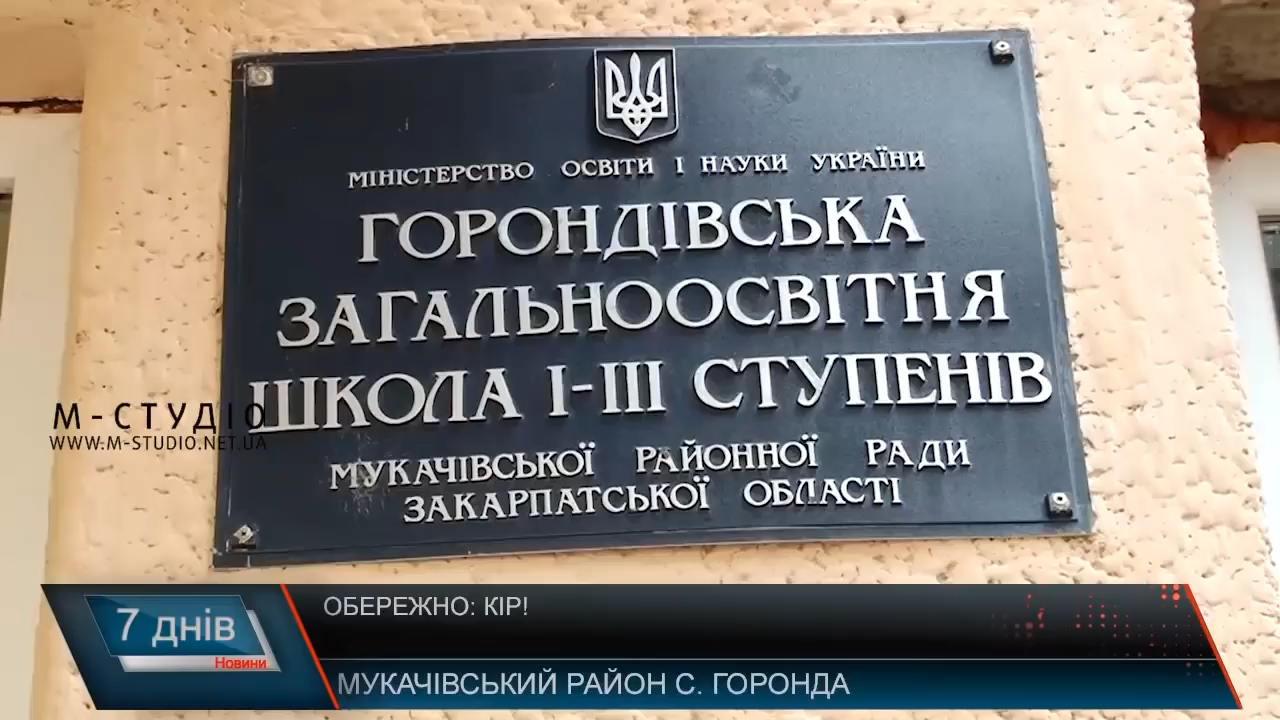 МІНІСТЕРСТВО ОСВІТИ І НАУКИ УКРАЇНИ
ГОРОНДІВСЬКА
ЗАГАЛЬНООСВІТНЯ
ШКОЛА І-ІІІ СТУПЕНІВ
МУКАЧІВСЬКОЇ РАЙОННОЇ РАДИ
ЗАКАРПАТСЬКОЇ ОБЛАСТІ
М-СТУДІО
WWW.M-STUDIO.NET.UA
7 днів
Новини
ОБЕРЕЖНО: КІР!
МУКАЧІВСЬКИЙ РАЙОН С. ГОРОНДА